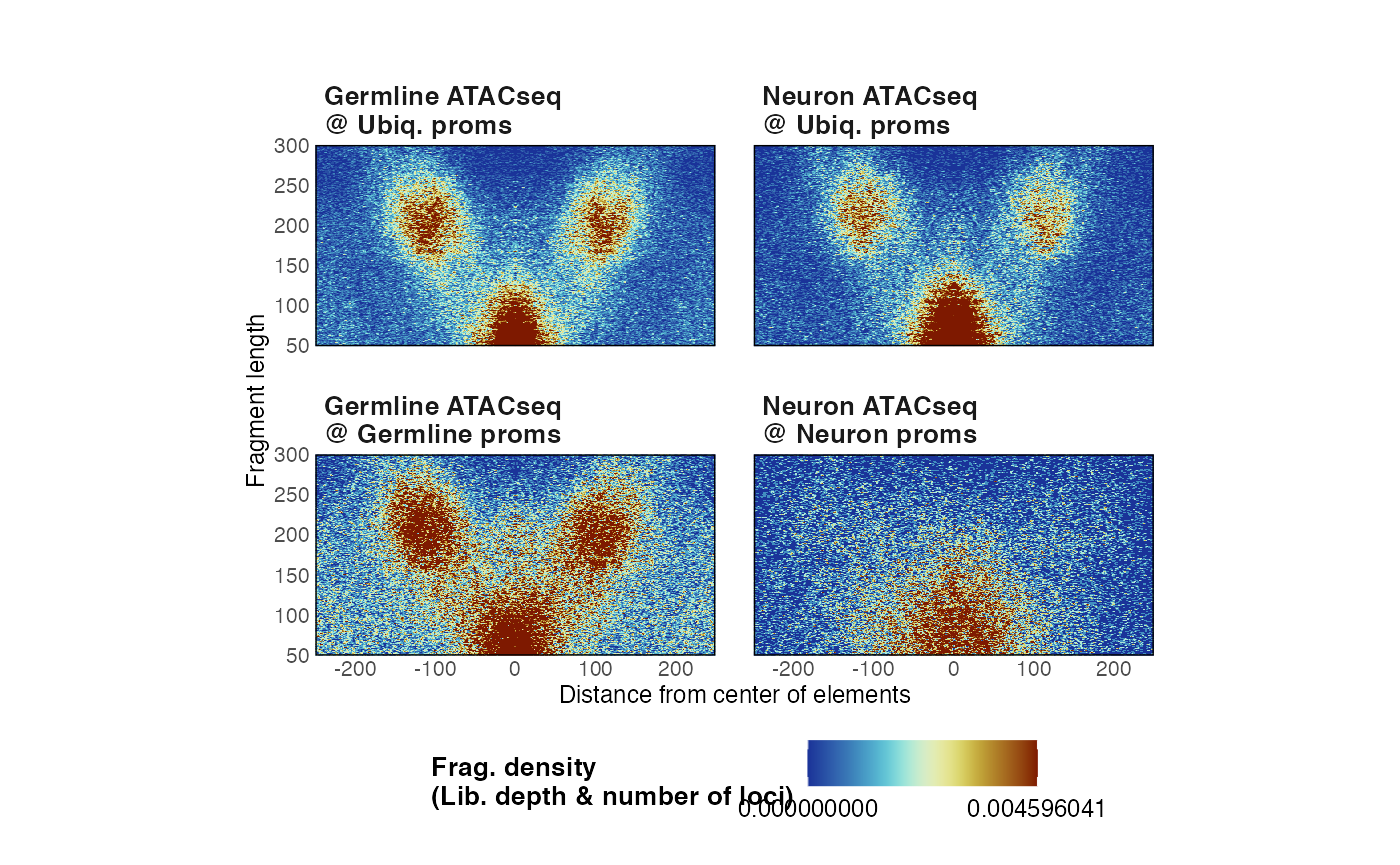 Germline ATACseq
@ Ubiq. proms
Neuron ATACseq
@ Ubiq. proms
300
250
200
150
100
50
Fragment length
Germline ATACseq
@ Germline proms
Neuron ATACseq
@ Neuron proms
300
250
200
150
100
50
-200 -100 0 100 200
-200 -100 0 100 200
Distance from center of elements
Frag. density
(Lib. depth & number of loci)
0.000000000 0.004596041